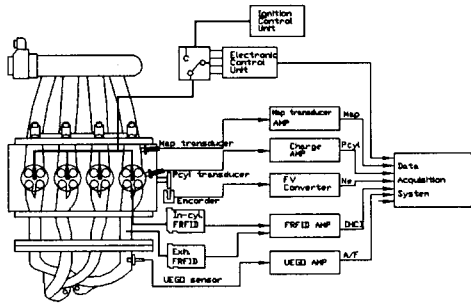 Ignition
Control
Unit
C
Electronic
Control
Unit
Map transducer
Map transducer
AMP
Map
Pcyl transducer
Charge
AMP
Pcyl
Data
Encorder
F.V
Converter
Ne
Acquisition
In-cyl
FRFID
FRFID AMP
System
Exh.
FRFID
UEGO AMP
A/F
UEGO sensor